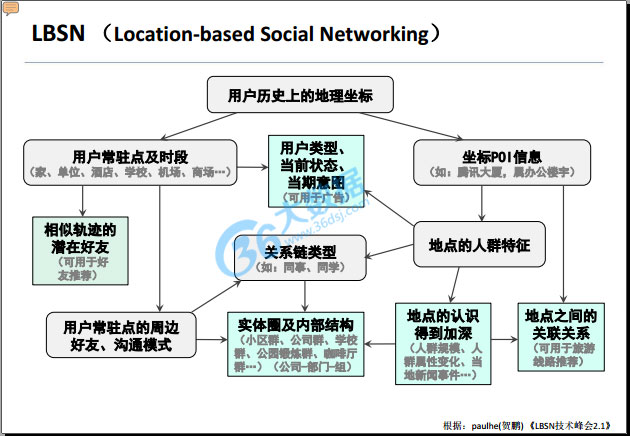 LBSN （Location-based Social Networking）
用户历史上的地理坐标
用户常驻点及时段
(家、单位、酒店、学校、机场、商场…)
用户类型、
当前状态、
当期意图
(可用于广告)
坐标POI信息
(如: 腾讯大厦, 属办公楼宇)
相似轨迹的
潜在好友
(可用于好
友推荐)
关系链类型
(如: 同事、同学)
地点的人群特征
用户常驻点的周边
好友、沟通模式
实体圈及内部结构
(小区群、公司群、学校
群、公园锻炼群、咖啡厅
群…) (公司-部门-组)
地点的认识
得到加深
(人群规模、人
群属性变化、当
地新闻事件…)
地点之间的
关联关系
(可用于旅游
线路推荐)
36大数据
www.36dsj.com
根据: paulhe(贺鹏) 《LBSN技术峰会2.1》